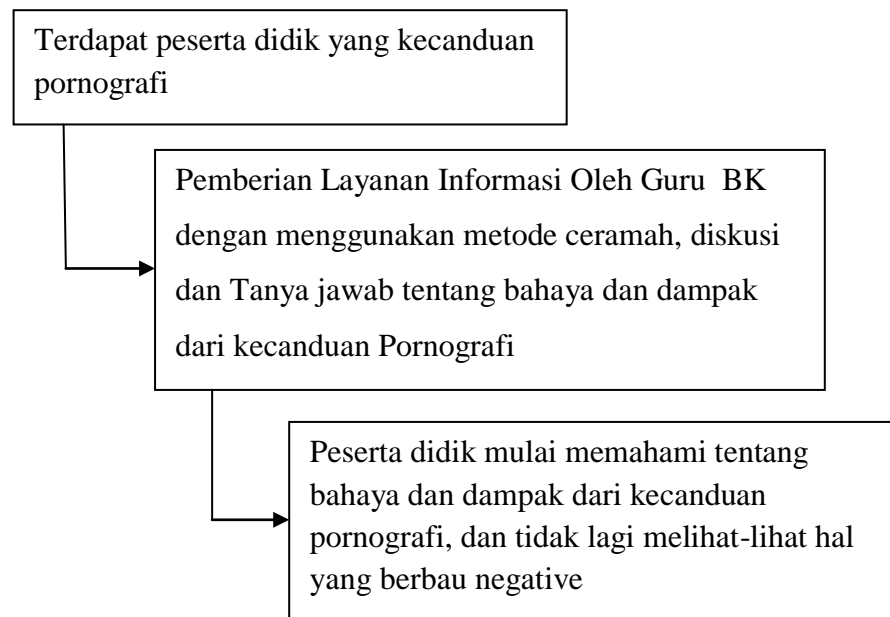 Terdapat peserta didik yang kecanduan
pornografi
Pemberian Layanan Informasi Oleh Guru BK
dengan menggunakan metode ceramah, diskusi
dan Tanya jawab tentang bahaya dan dampak
dari kecanduan Pornografi
Peserta didik mulai memahami tentang
bahaya dan dampak dari kecanduan
pornografi, dan tidak lagi melihat-lihat hal
yang berbau negative